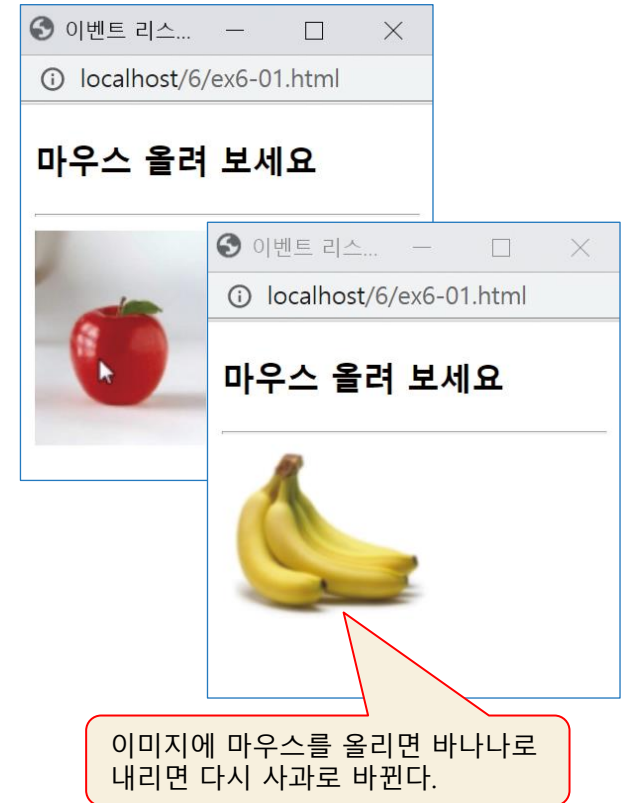 이벤트 리스...
localhost/6/ex6-01.html
마우스 올려 보세요
이벤트 리스...
localhost/6/ex6-01.html
마우스 올려 보세요
이미지에 마우스를 올리면 바나나로
내리면 다시 사과로 바뀐다.